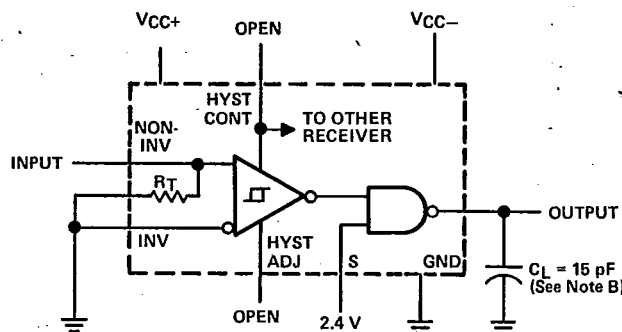 VCC+
VCC–
OPEN
HYST
CONT
TO OTHER
RECEIVER
NON-
INV
INPUT
RT
INV
HYST
ADJ
S
GND
OUTPUT
CL = 15 pF
(See Note B)
OPEN
2.4 V